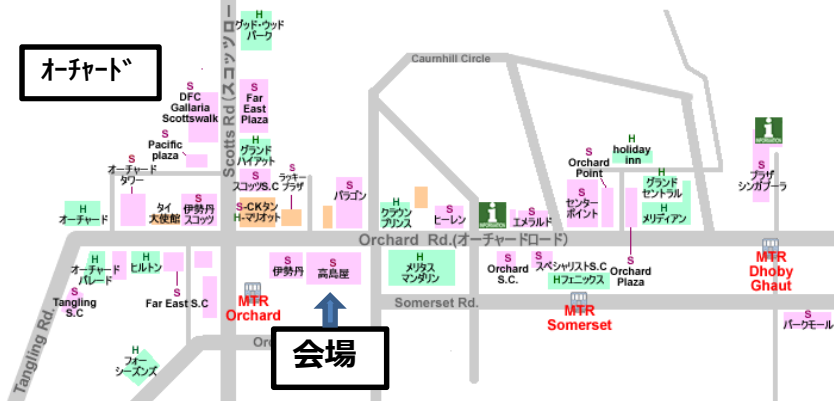 H
グッド・ウッド
パーク
オーチャード
S
DFC
Gallaria
Scottswalk
S
Far
East
Plaza
Scotts Rd (スコッツロー
Caurnhill Circle
S
Pacific
plaza
H
グランド
ハイアット
S
オーチャード
タワー
S
スコッツS.C
S
ラッキー
プラザ
S
パラゴン
H
holiday
inn
S
Orchard
Point
INFORMATION
S
プラザ
シンガプーラ
H
グランド
セントラル
H
メリディアン
H
オーチャード
タイ
大使館
S
伊勢丹
スコッツ
S-CKタン
H-マリオット
H
クラウン
プリンス
S
ヒーレン
INFORMATION
S
エメラルド
S
センター
ポイント
Orchard Rd.(オーチャードロード)
H
オーチャード
パレード
H
ヒルトン
S
Far East S.C
S
Tangling
S.C
S
伊勢丹
S
高島屋
H
メリタス
マンダリン
S
Orchard
S.C.
S
スペシャリストS.C
H フェニックス
S
Orchard
Plaza
MTR
Dhoby
Ghaut
MTR
Orchard
Somerset Rd.
MTR
Somerset
S
パークモール
Tangling Rd.
Orc
会場
H
フォー
シーズンズ